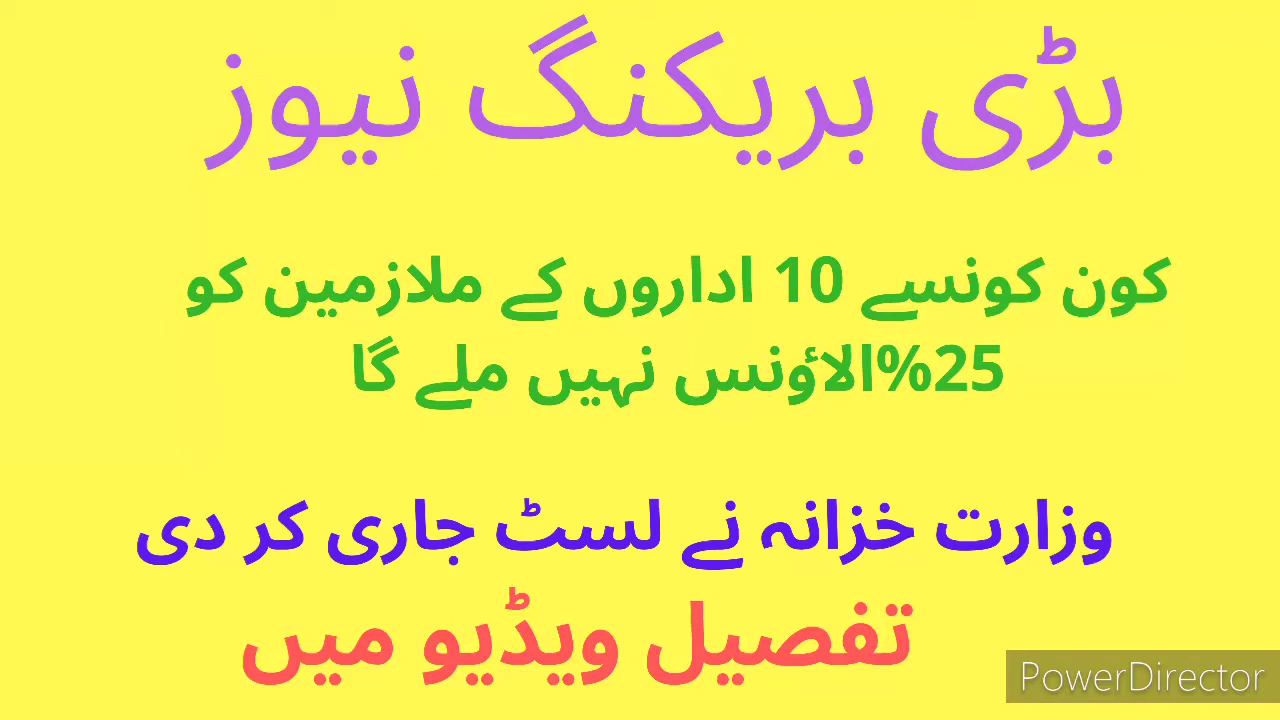 بڑی بریکنگ نیوز
کون کونسے 10 اداروں کے ملازمین کو
25%الاؤنس نہیں ملے گا
وزارت خزانہ نے لسٹ جاری کر دی
تفصیل ویڈیو میں
PowerDirector